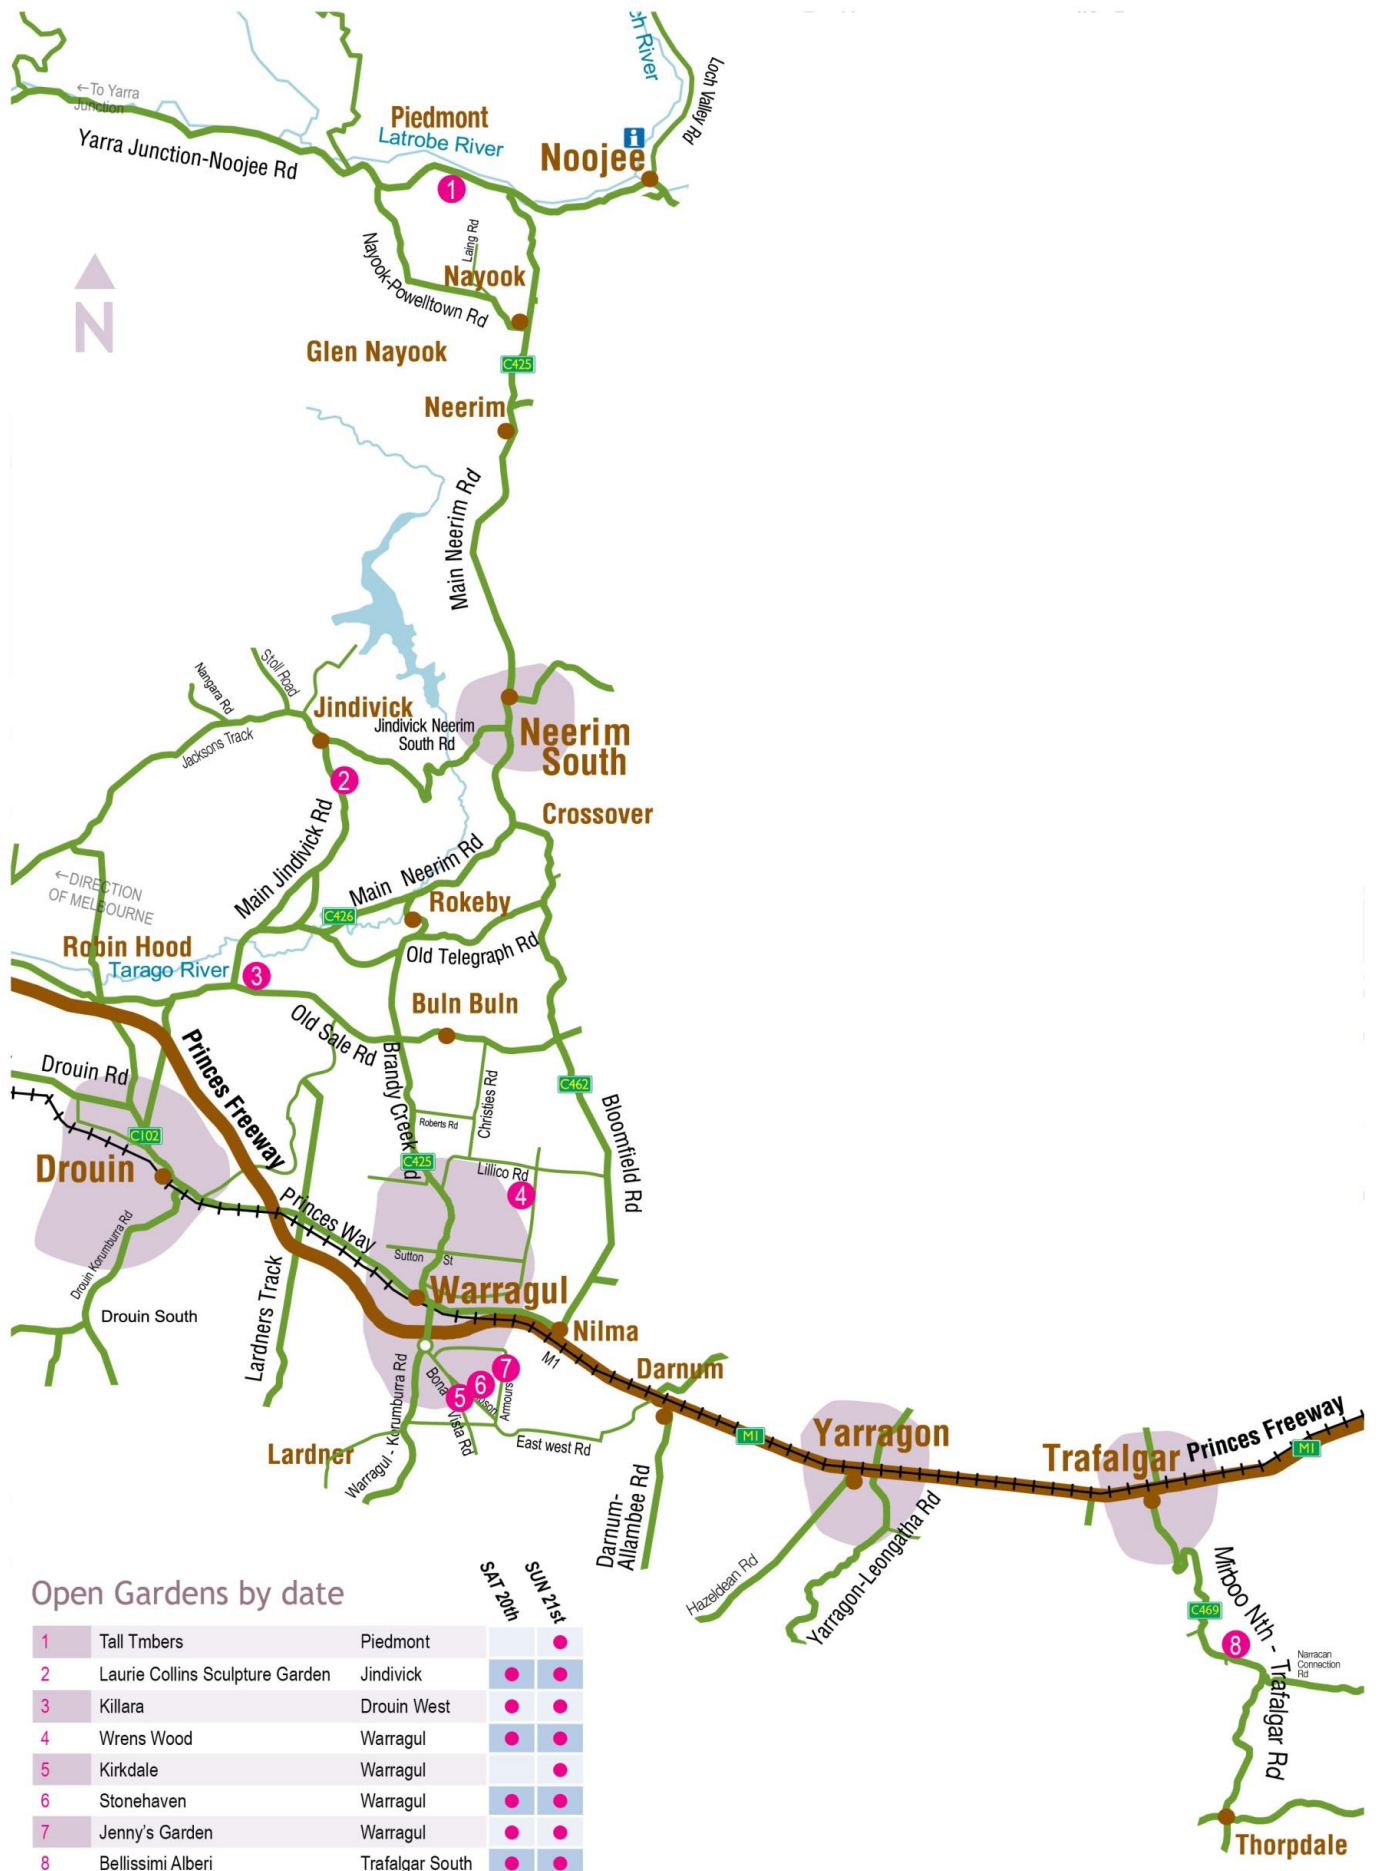 ch River
Loch Valley Rd
←To Yarra
Junction
Piedmont
Latrobe River
Yarra Junction-Noojee Rd
i
Noojee
1
Laing Rd
Nayook-Powelltown Rd
Nayook
N
Glen Nayook
C425
Neerim
Main Neerim Rd
Stoll Road
Nangara Rd
Jindivick
Jindivick Neerim
South Rd
Jacksons Track
Neerim
South
2
Crossover
Main Jindivick Rd
Main Neerim Rd
←DIRECTION
OF MELBOURNE
C426
Rokeby
Robin Hood
Old Telegraph Rd
Tarago River
3
Buln Buln
Old Sale Rd
Princes Freeway
Drouin Rd
Brandy Creek Rd
Christies Rd
C462
Bloomfield Rd
Roberts Rd
C102
C425
Drouin
Lillico Rd
4
Princes Way
Drouin Korumburra Rd
Sutton St
Warragul
Drouin South
Lardners Track
Nilma
M1
Darnum
7
6
5
Bona Vista Rd
Armours
Warragul - Korumburra Rd
East west Rd
Lardner
M1
Yarragon
Trafalgar
Princes Freeway
M1
Darnum-
Allambee Rd
Hazeldean Rd
Yarragon-Leongatha Rd
Mirboo Nth - Trafalgar Rd
C469
8
Narracan
Connection
Rd
Thorpdale
Open Gardens by date
SAT 20th SUN 21st
1 Tall Tmbers Piedmont
2 Laurie Collins Sculpture Garden Jindivick
3 Killara Drouin West
4 Wrens Wood Warragul
5 Kirkdale Warragul
6 Stonehaven Warragul
7 Jenny's Garden Warragul
8 Bellissimi Alberi Trafalgar South